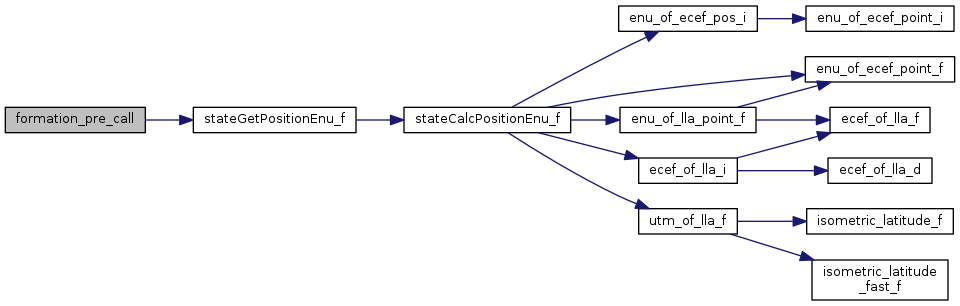 formation_pre_call
stateGetPositionEnu_f
stateCalcPositionEnu_f
enu_of_ecef_pos_i
enu_of_ecef_point_i
enu_of_ecef_point_f
enu_of_lla_point_f
ecef_of_lla_f
ecef_of_lla_i
ecef_of_lla_d
utm_of_lla_f
isometric_latitude_f
isometric_latitude
_fast_f